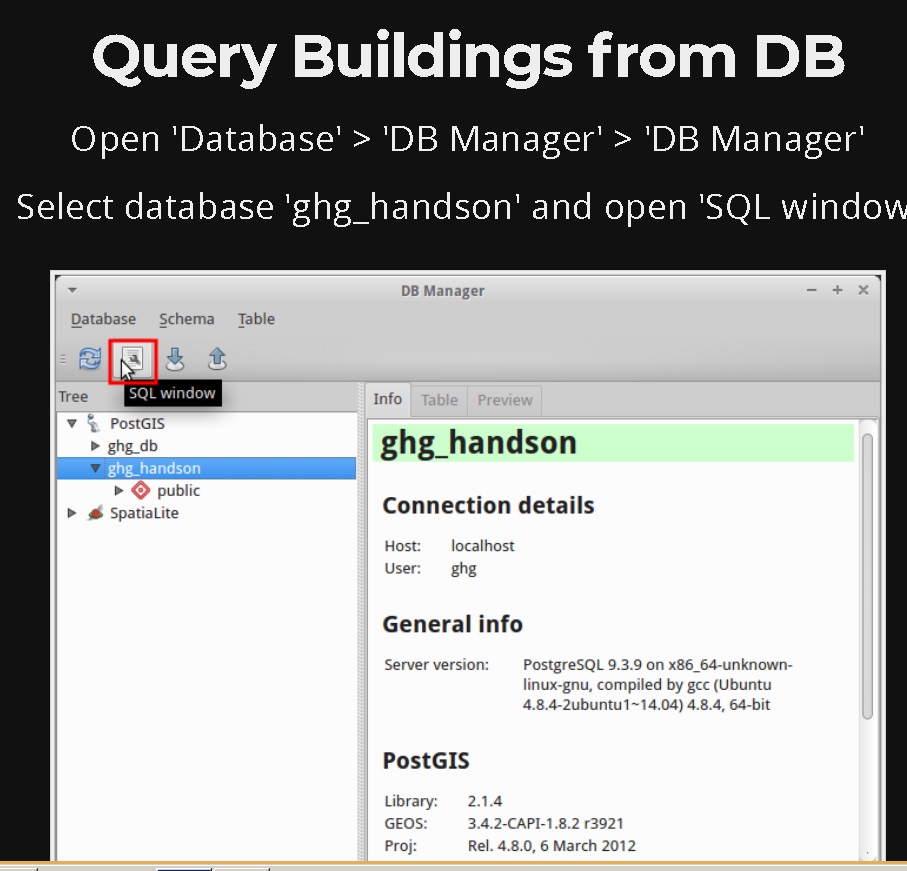 Query Buildings from DB
Open 'Database' > 'DB Manager' > 'DB Manager'
Select database 'ghg_handson' and open 'SQL window
DB Manager
Database Schema Table
SQL window
Tree
Info Table Preview
PostGIS
ghg_db
ghg_handson
public
SpatiaLite
ghg_handson
Connection details
Host: localhost
User: ghg
General info
Server version: PostgreSQL 9.3.9 on x86_64-unknown-
linux-gnu, compiled by gcc (Ubuntu
4.8.4-2ubuntu1~14.04) 4.8.4, 64-bit
PostGIS
Library: 2.1.4
GEOS: 3.4.2-CAPI-1.8.2 r3921
Proj: Rel. 4.8.0, 6 March 2012